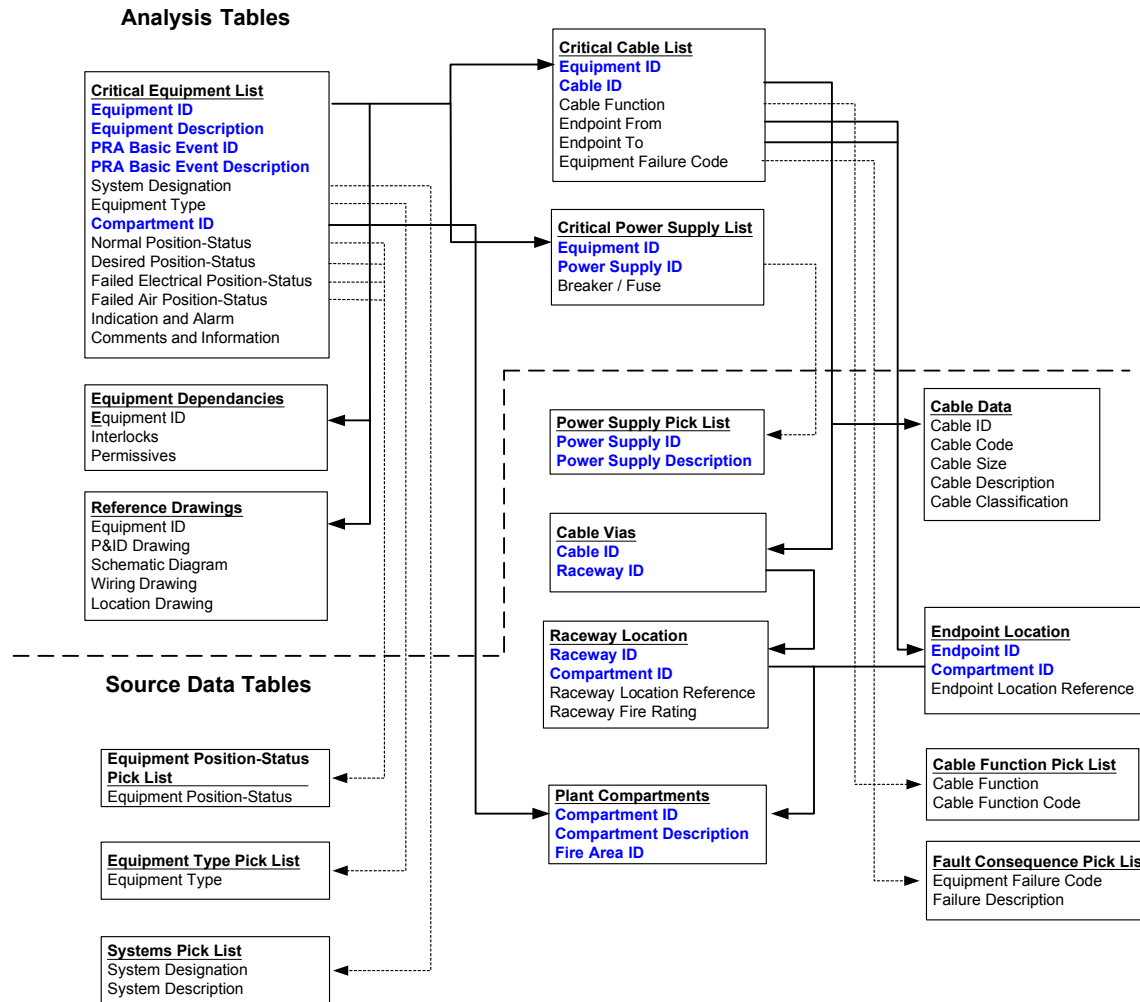 Analysis Tables
Critical Equipment List
Equipment ID
Equipment Description
PRA Basic Event ID
PRA Basic Event Description
System Designation
Equipment Type
Compartment ID
Normal Position-Status
Desired Position-Status
Failed Electrical Position-Status
Failed Air Position-Status
Indication and Alarm
Comments and Information
Equipment Dependancies
Equipment ID
Interlocks
Permissives
Reference Drawings
Equipment ID
P&ID Drawing
Schematic Diagram
Wiring Drawing
Location Drawing
Critical Cable List
Equipment ID
Cable ID
Cable Function
Endpoint From
Endpoint To
Equipment Failure Code
Critical Power Supply List
Equipment ID
Power Supply ID
Breaker / Fuse
Source Data Tables
Equipment Position-Status
Pick List
Equipment Position-Status
Equipment Type Pick List
Equipment Type
Systems Pick List
System Designation
System Description
Power Supply Pick List
Power Supply ID
Power Supply Description
Cable Vias
Cable ID
Raceway ID
Raceway Location
Raceway ID
Compartment ID
Raceway Location Reference
Raceway Fire Rating
Plant Compartments
Compartment ID
Compartment Description
Fire Area ID
Cable Data
Cable ID
Cable Code
Cable Size
Cable Description
Cable Classification
Endpoint Location
Endpoint ID
Compartment ID
Endpoint Location Reference
Cable Function Pick List
Cable Function
Cable Function Code
Fault Consequence Pick Lis
Equipment Failure Code
Failure Description